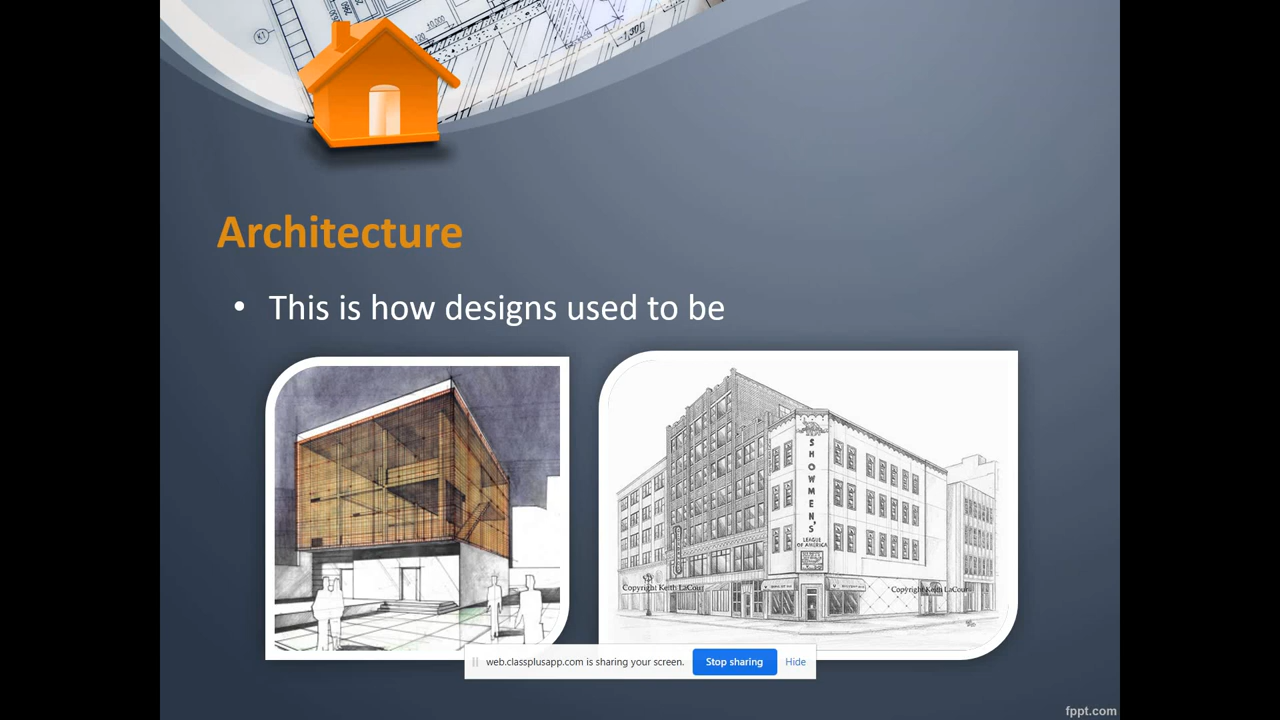 Architecture
• This is how designs used to be
SHOWMEN'S
LEAGUE
OF AMERICA
Copyright Keith LaCour
Copyright Keith LaCour
web.classplusapp.com is sharing your screen.
Stop sharing
Hide
fppt.com